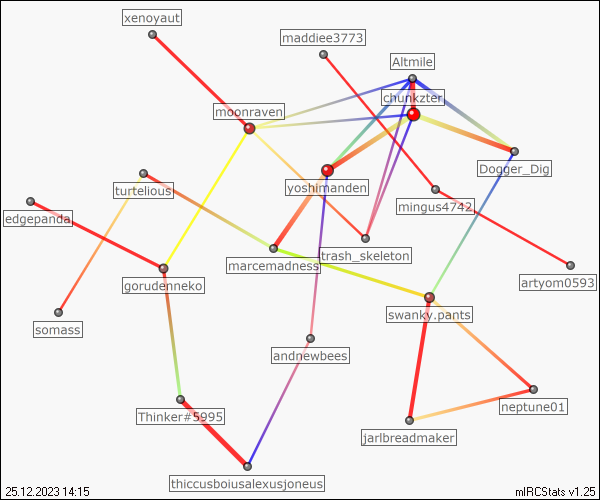 xenoyaut
maddiee3773
Altmile
chunkzter
moonraven
Dogger_Dig
turtelious
yoshimanden
edgepanda
mingus4742
trash_skeleton
marcemadness
gorudenneko
artyom0593
swanky.pants
somass
andnewbees
neptune01
Thinker#5995
jarlbreadmaker
thiccusboiusalexusjoneus
25.12.2023 14:15
mIRCStats v1.25